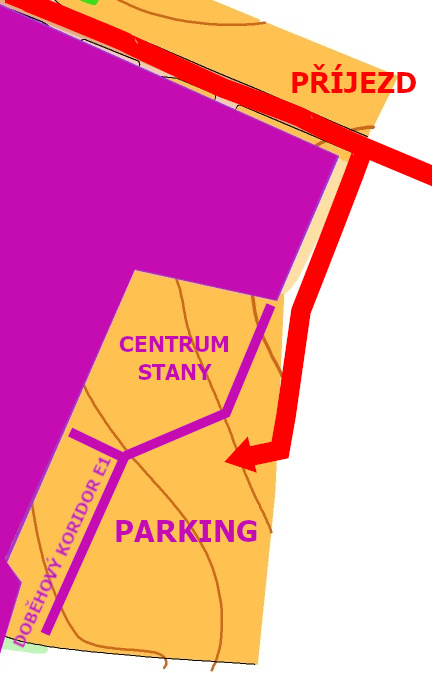 PŘÍJEZD
CENTRUM
STANY
DOBĚHOVÝ KORIDOR E1
PARKING